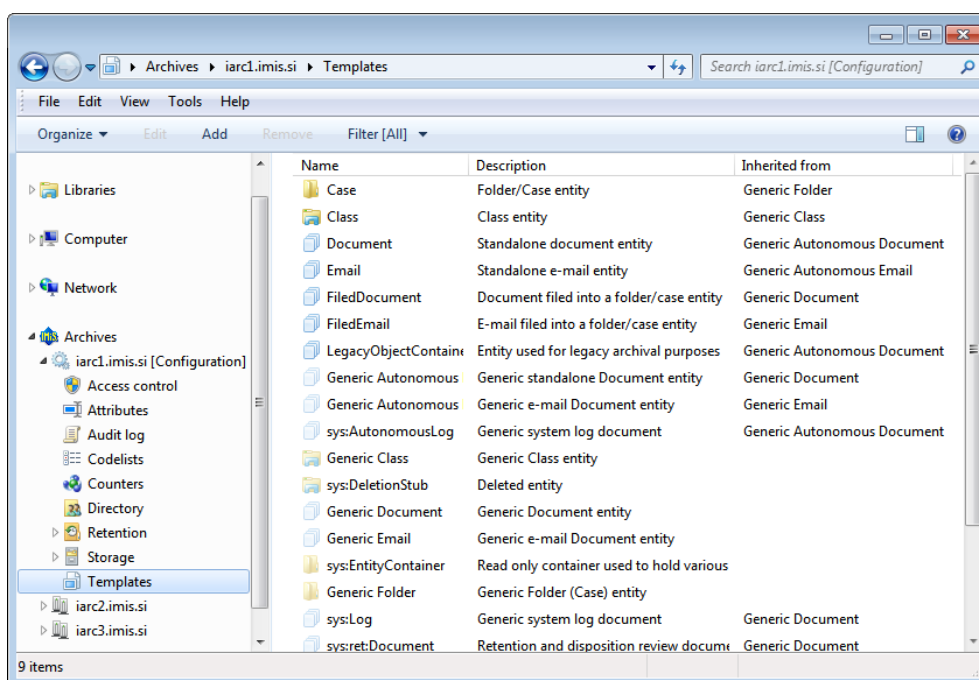 Archives ▸ iarc1.imis.si ▸ Templates
Search iarc1.imis.si [Configuration]
File Edit View Tools Help
Organize Edit Add Remove Filter [All]
Name Description Inherited from
Case Folder/Case entity Generic Folder
Class Class entity Generic Class
Document Standalone document entity Generic Autonomous Document
Email Standalone e-mail entity Generic Autonomous Email
FiledDocument Document filed into a folder/case entity Generic Document
FiledEmail E-mail filed into a folder/case entity Generic Email
LegacyObjectContaine Entity used for legacy archival purposes Generic Autonomous Document
Generic Autonomous Generic standalone Document entity Generic Document
Generic Autonomous Generic e-mail Document entity Generic Email
sys:AutonomousLog Generic system log document Generic Autonomous Document
Generic Class Generic Class entity
sys:DeletionStub Deleted entity
Generic Document Generic Document entity
Generic Email Generic e-mail Document entity
sys:EntityContainer Read only container used to hold various
Generic Folder Generic Folder (Case) entity
sys:Log Generic system log document Generic Document
sys:ret:Document Retention and disposition review docume Generic Document
Libraries
Computer
Network
Archives
iarc1.imis.si [Configuration]
Access control
Attributes
Audit log
Codelists
Counters
Directory
Retention
Storage
Templates
iarc2.imis.si
iarc3.imis.si
9 items